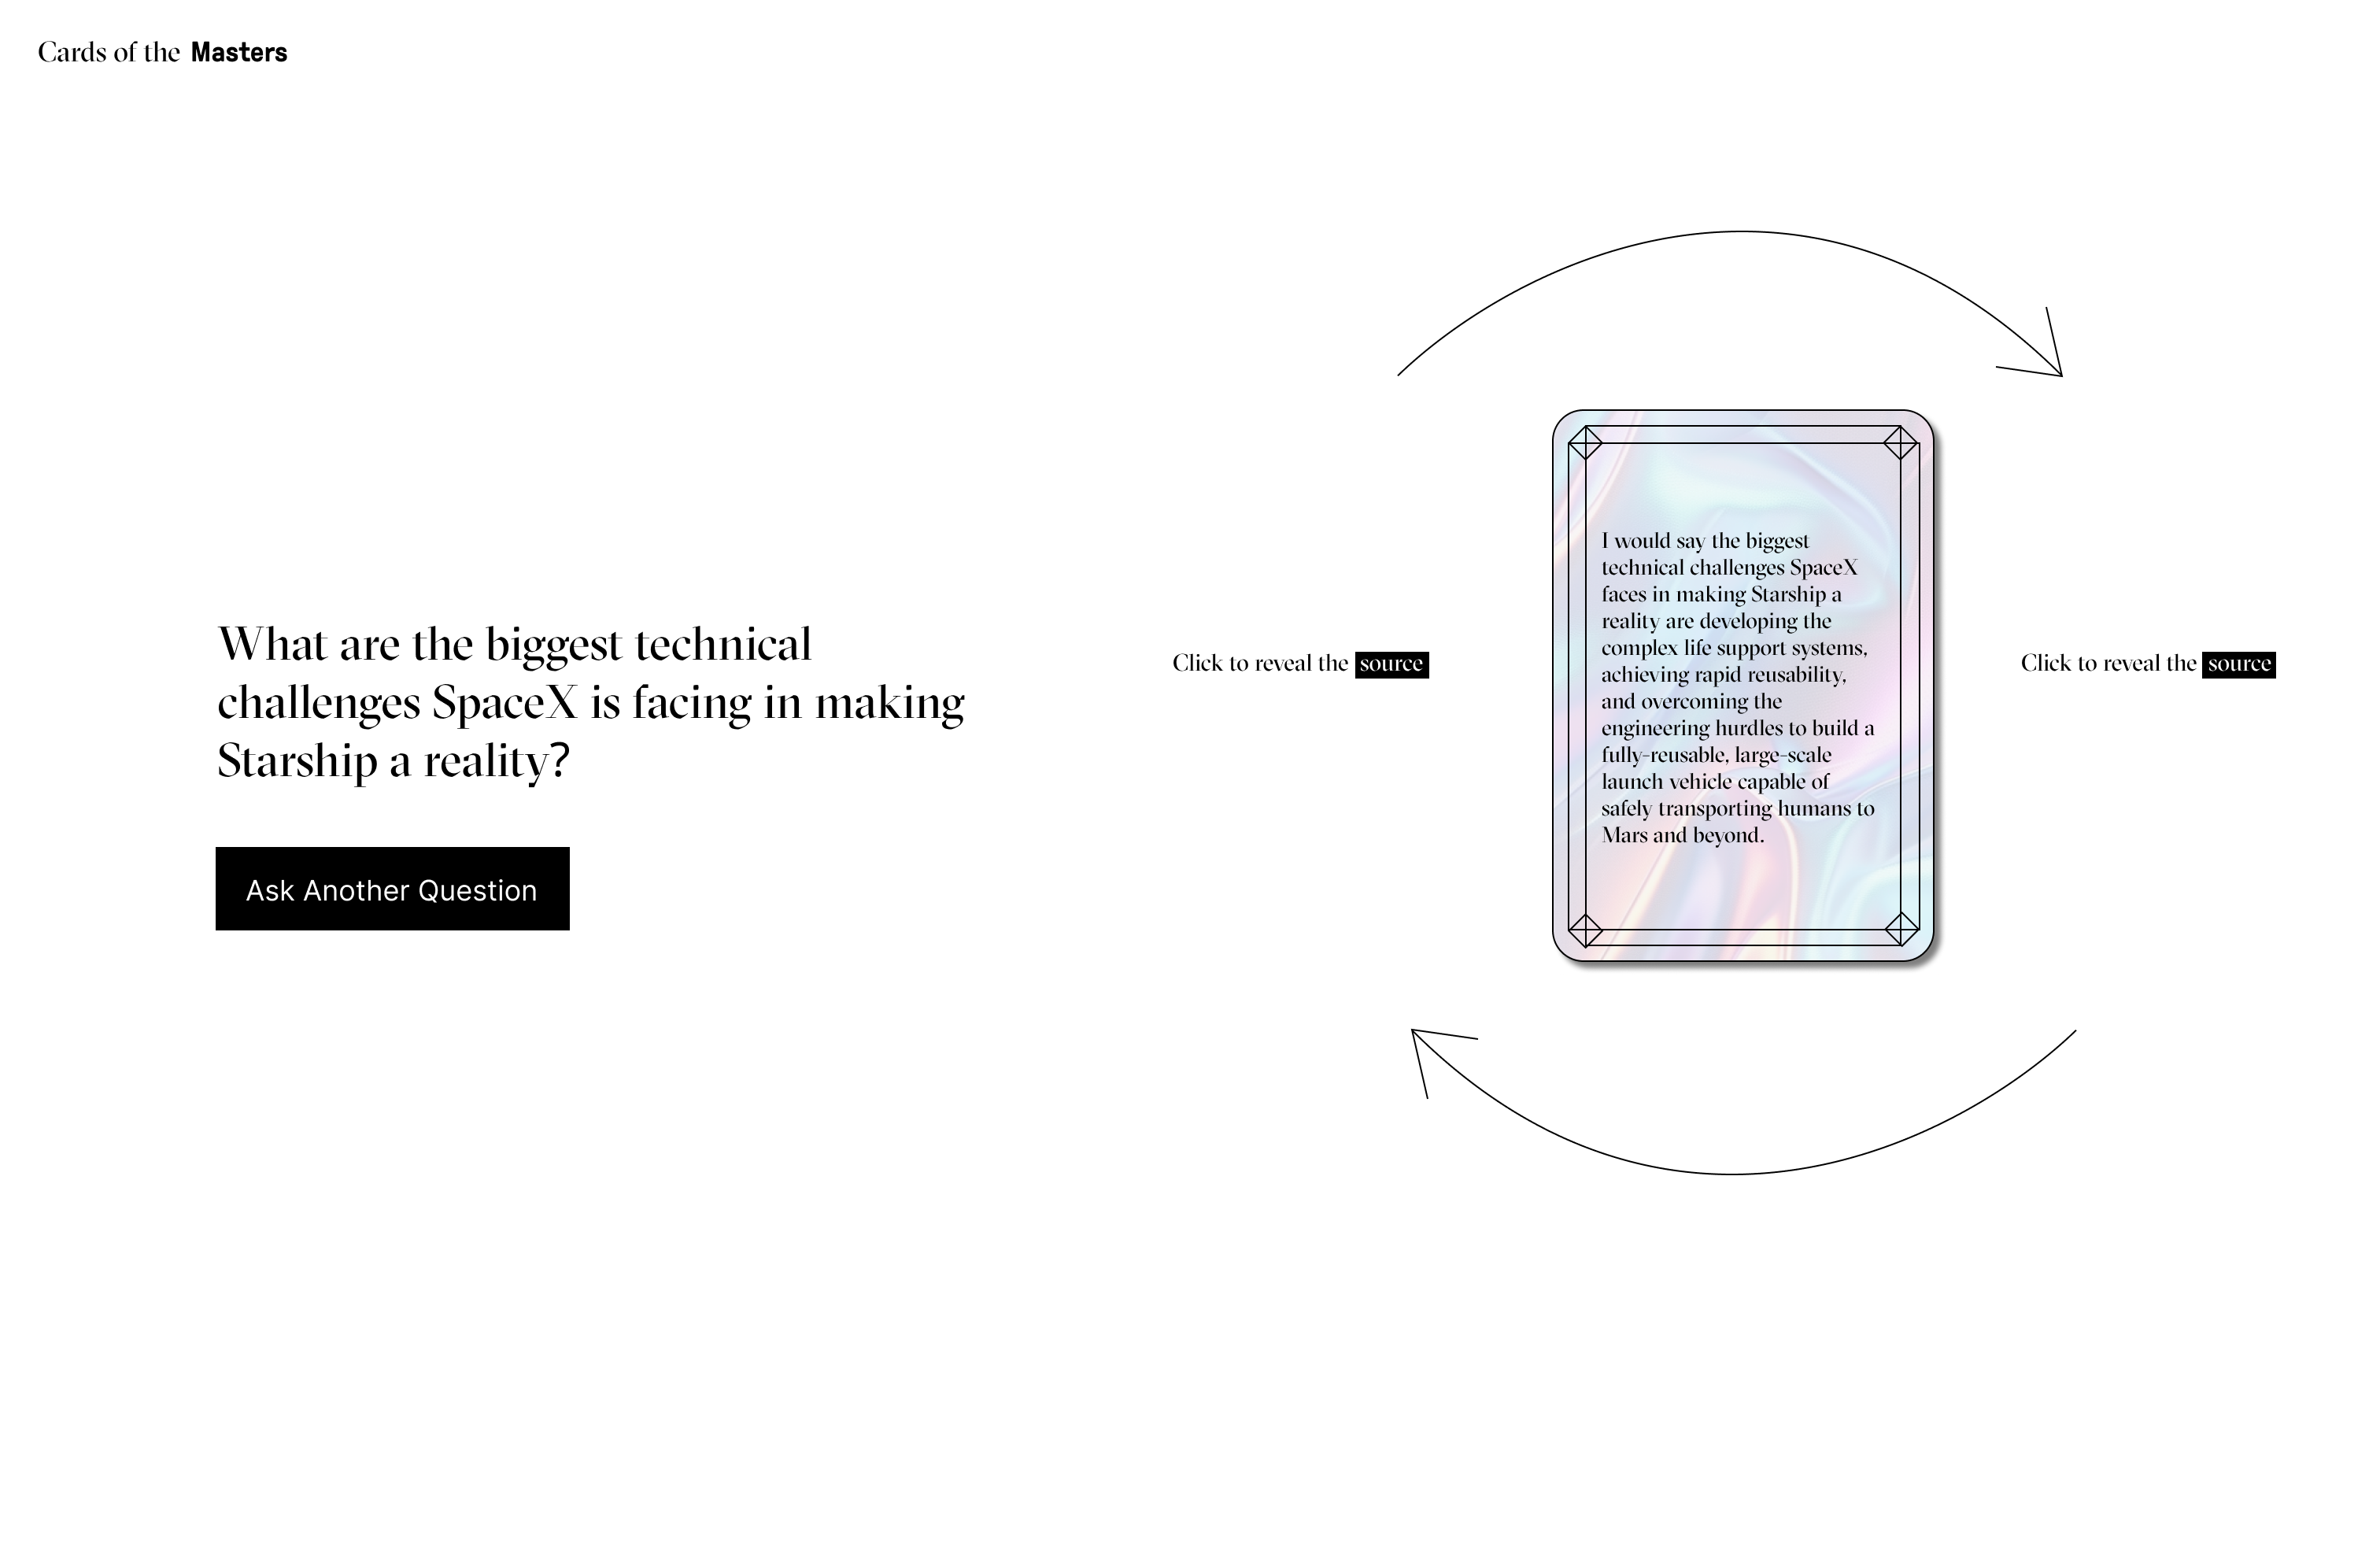 Cards of the Masters
What are the biggest technical
challenges SpaceX is facing in making
Starship a reality?
Ask Another Question
Click to reveal the source
I would say the biggest
technical challenges SpaceX
faces in making Starship a
reality are developing the
complex life support systems,
achieving rapid reusability,
and overcoming the
engineering hurdles to build a
fully-reusable, large-scale
launch vehicle capable of
safely transporting humans to
Mars and beyond.
Click to reveal the source